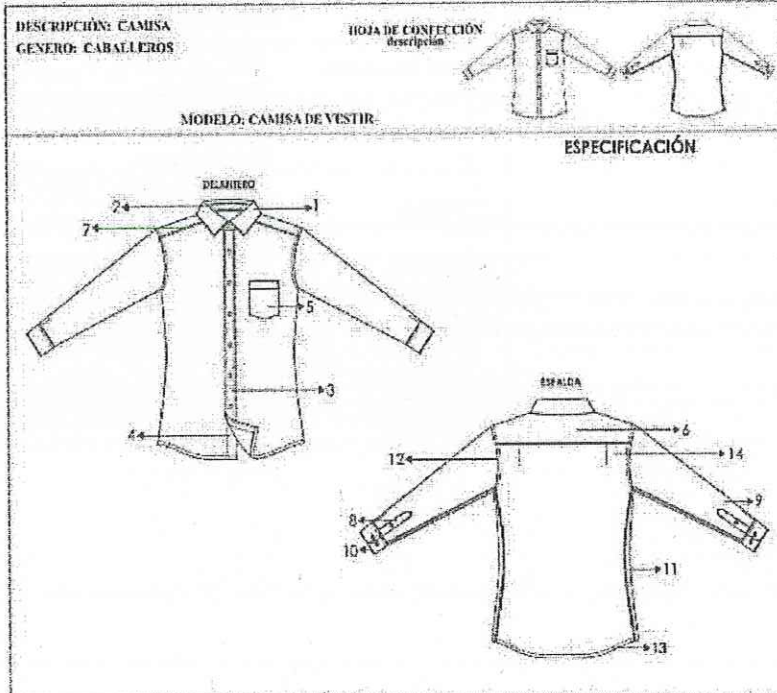 DESCRIPCIÓN: CAMISA
GENERO: CABALLEROS
HOJA DE CONFECCIÓN
descripción
MODELO: CAMISA DE VESTIR
ESPECIFICACIÓN
DELANTERO
2
1
7
5
3
4
ESPALDA
6
12
14
9
8
10
11
13